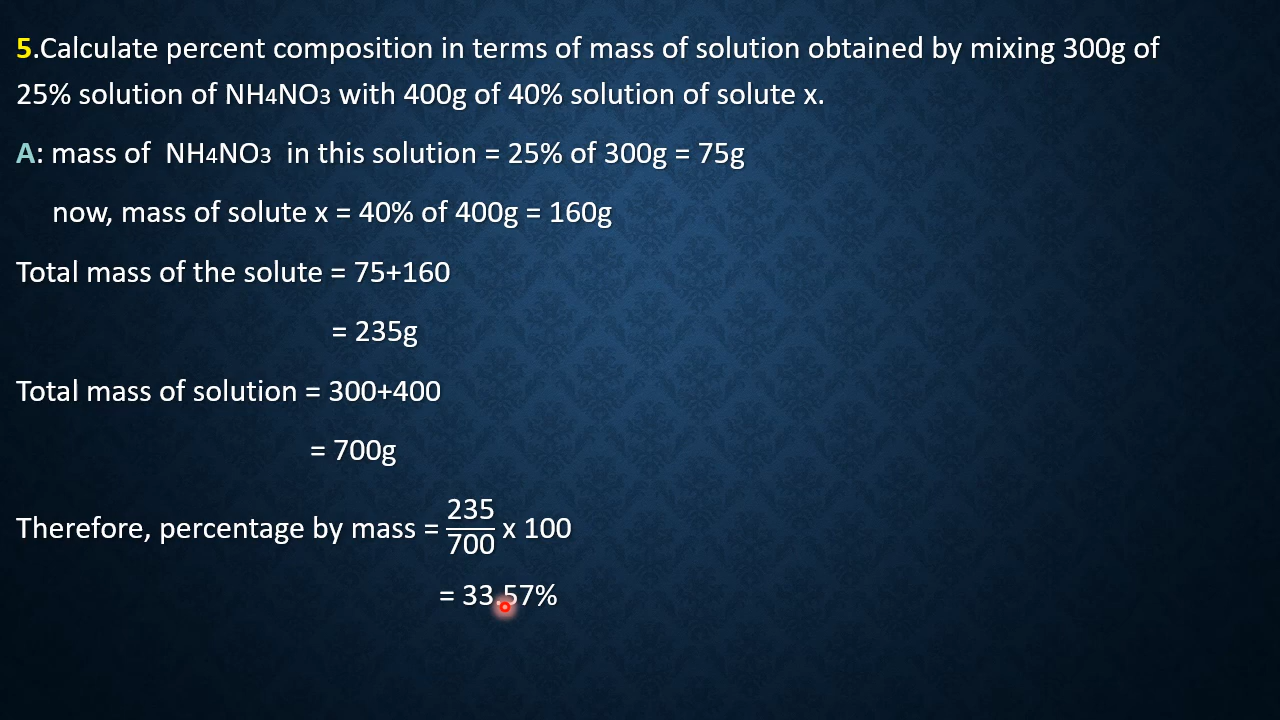 5.Calculate percent composition in terms of mass of solution obtained by mixing 300g of
25% solution of NH4NO3 with 400g of 40% solution of solute x.
A: mass of NH4NO3 in this solution = 25% of 300g = 75g
now, mass of solute x = 40% of 400g = 160g
Total mass of the solute = 75+160
= 235g
Total mass of solution = 300+400
= 700g
Therefore, percentage by mass = 235/700 x 100
= 33.57%